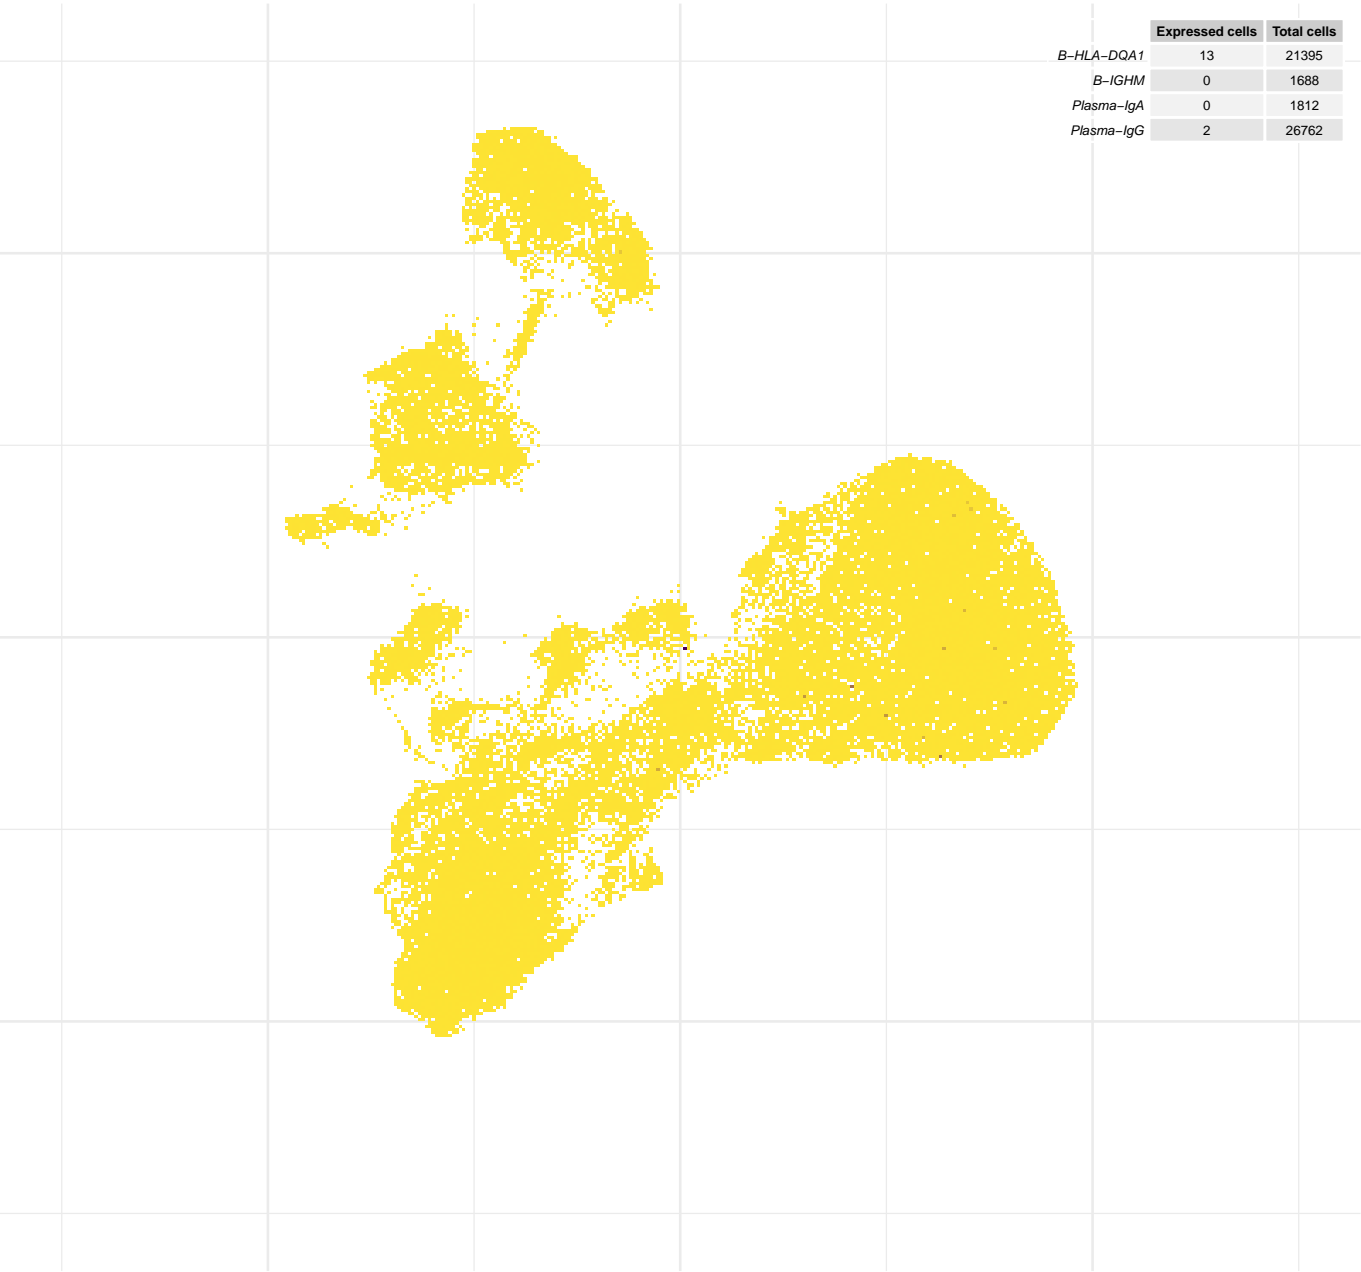 Expressed cells Total cells
B−HLA−DQA1 13 21395
B−IGHM 0 1688
Plasma−IgA 0 1812
Plasma−IgG 2 26762